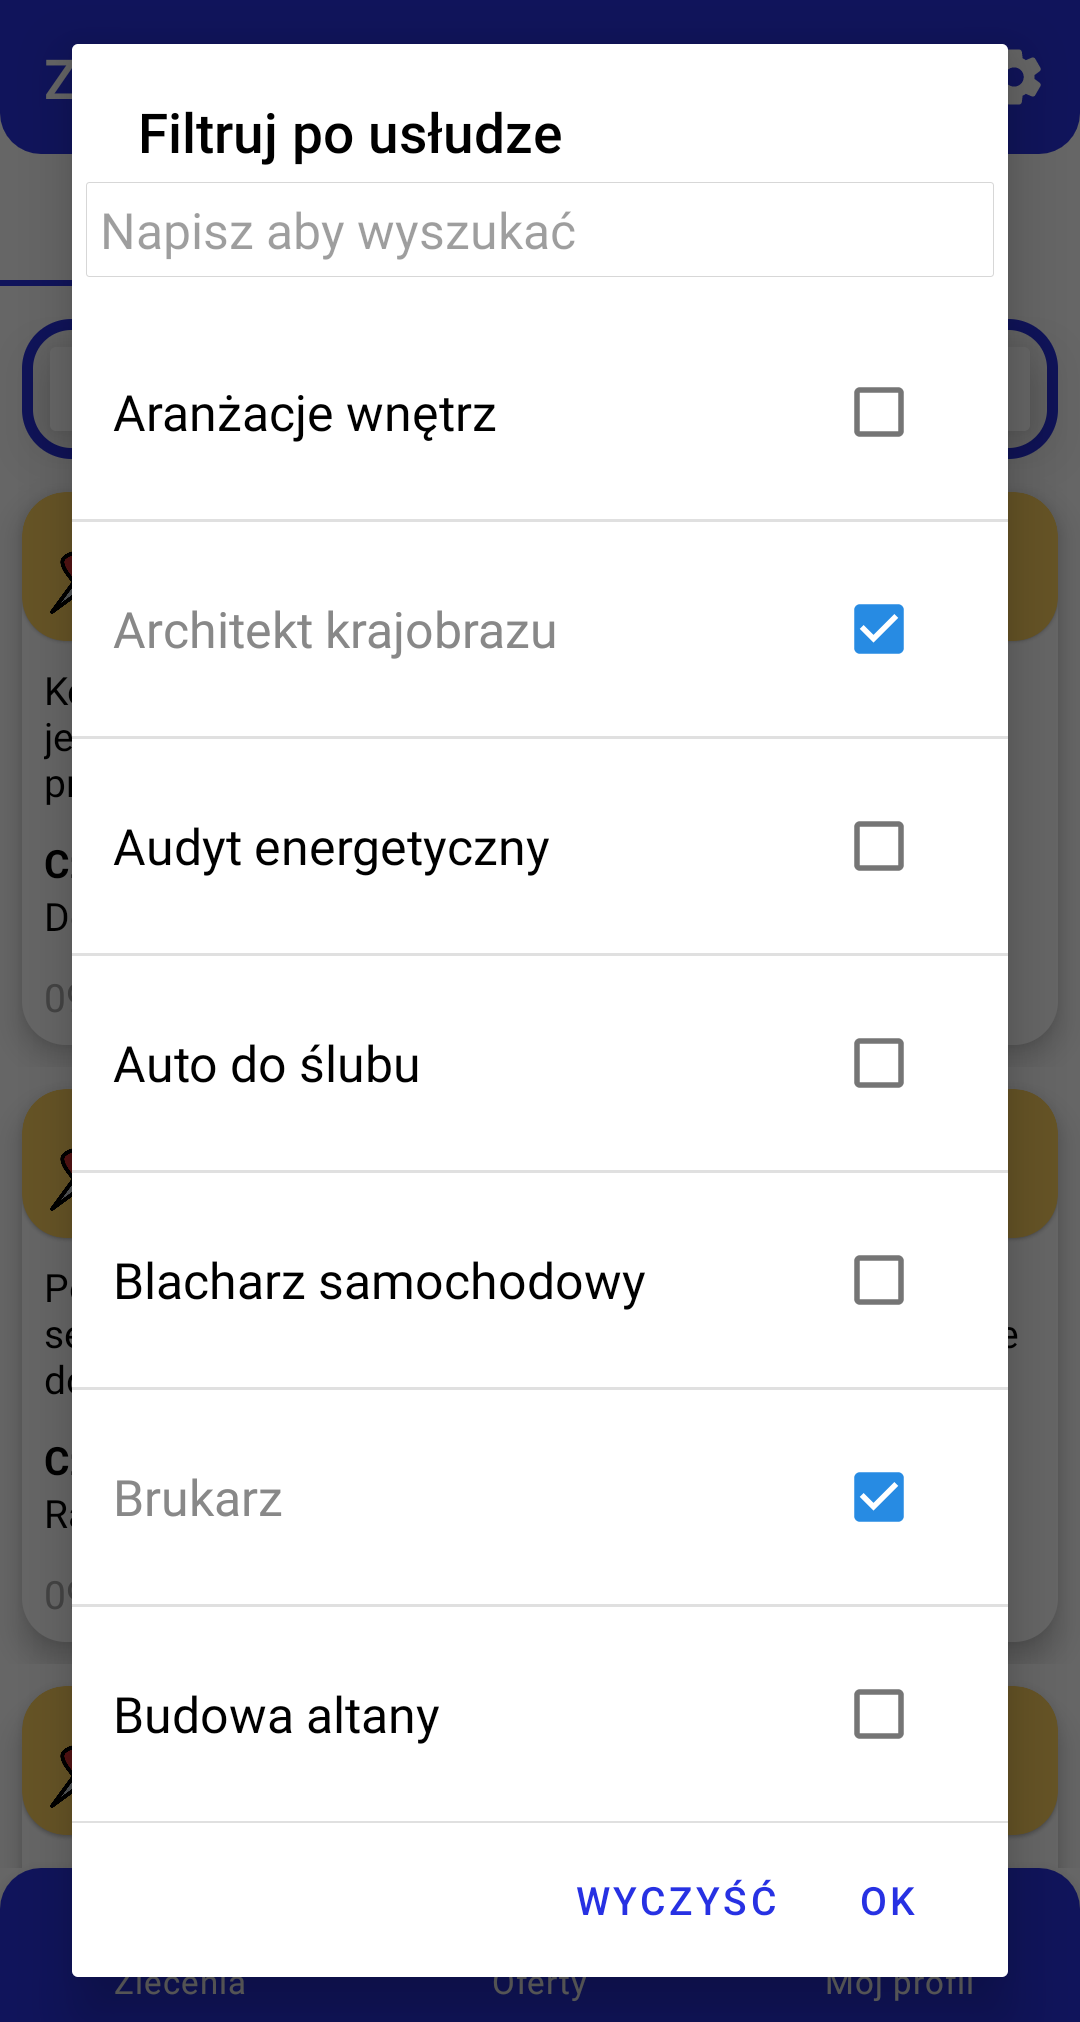 Filtruj po usłudze
Napisz aby wyszukać
Aranżacje wnętrz
Architekt krajobrazu
Audyt energetyczny
Auto do ślubu
Blacharz samochodowy
Brukarz
Budowa altany
WYCZYŚĆ OK
Zlecenia Oferty Mój profil